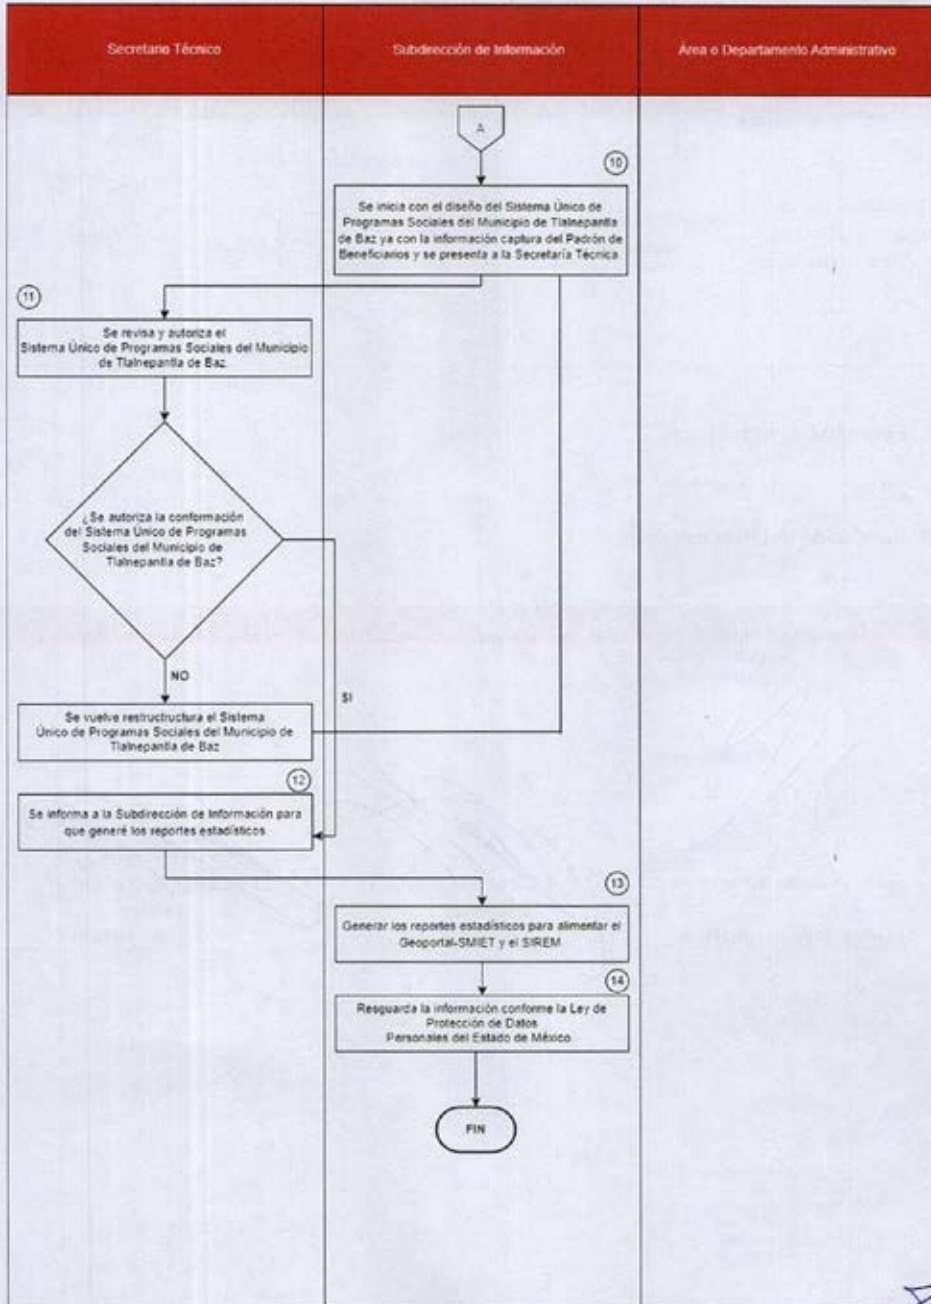 Secretario Técnico
Subdirección de Información
Área o Departamento Administrativo
A
10
Se inicia con el diseño del Sistema Único de
Programas Sociales del Municipio de Tlalnepantla
de Baz ya con la información captura del Padrón de
Beneficiarios y se presenta a la Secretaría Técnica.
11
Se revisa y autoriza el
Sistema Único de Programas Sociales del Municipio
de Tlalnepantla de Baz.
¿Se autoriza la conformación
del Sistema Único de Programas
Sociales del Municipio de
Tlalnepantla de Baz?
NO
SI
Se vuelve restructura el Sistema
Único de Programas Sociales del Municipio de
Tlalnepantla de Baz
12
Se informa a la Subdirección de Información para
que generé los reportes estadísticos
13
Generar los reportes estadísticos para alimentar el
Geoportal-SMIET y el SIREM
14
Resguarda la información conforme la Ley de
Protección de Datos
Personales del Estado de México
FIN